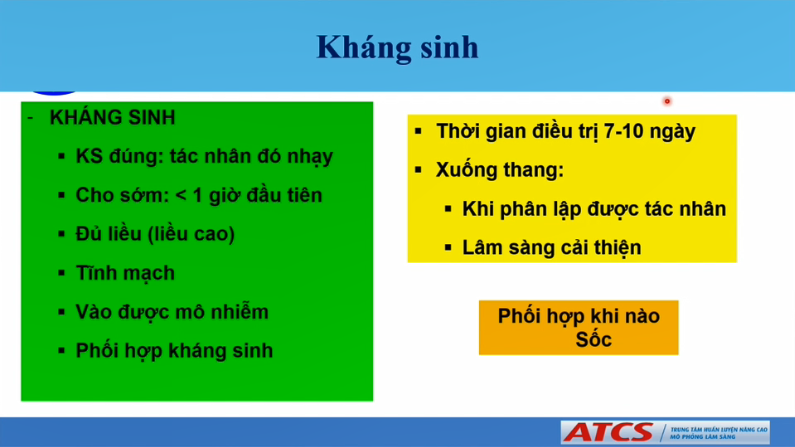 Kháng sinh
- KHÁNG SINH
▪ KS đúng: tác nhân đó nhạy
▪ Cho sớm: < 1 giờ đầu tiên
▪ Đủ liều (liều cao)
▪ Tĩnh mạch
▪ Vào được mô nhiễm
▪ Phối hợp kháng sinh
▪ Thời gian điều trị 7-10 ngày
▪ Xuống thang:
▪ Khi phân lập được tác nhân
▪ Lâm sàng cải thiện
Phối hợp khi nào
Sốc
ATCS
TRUNG TÂM HUẤN LUYỆN NÂNG CAO
MÔ PHỎNG LÂM SÀNG